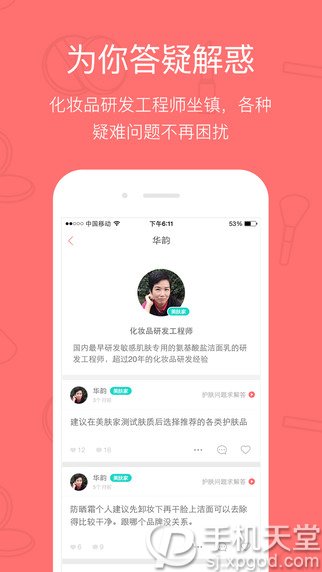 为你答疑解惑
化妆品研发工程师坐镇，各种
疑难问题不再困扰
中国移动 下午6:11 53%
华韵
美肤家
化妆品研发工程师
国内最早研发敏感肌肤专用的氨基酸盐洁面乳的研
发工程师，超过20年的化妆品研发经验
华韵 美肤家 护肤问题求解答
5个月前
建议在美肤家测试肤质后选择推荐的各类护肤品
12 16
华韵 美肤家 护肤问题求解答
5个月前
防晒霜个人建议先卸妆下再干脸上洁面可以去除
得比较干净。跟哪个品牌没关系。
11 18
手机天堂
sj.xpgod.com